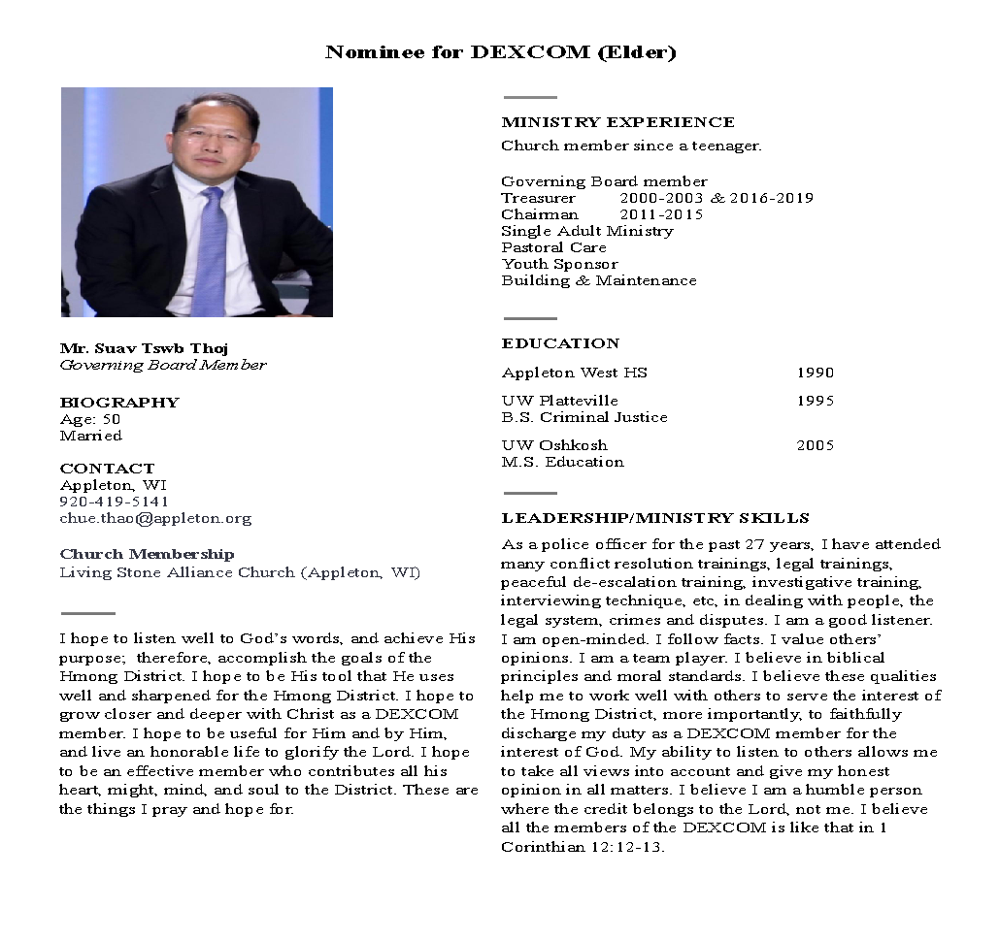 Nominee for DEXCOM (Elder)
Mr. Suav Tswb Thoj
Governing Board Member
BIOGRAPHY
Age: 50
Married
CONTACT
Appleton, WI
920-419-5141
chue.thao@appleton.org
Church Membership
Living Stone Alliance Church (Appleton, WI)
I hope to listen well to God’s words, and achieve His
purpose;  therefore, accomplish the goals of the
Hmong District. I hope to be His tool that He uses
well and sharpened for the Hmong District. I hope to
grow closer and deeper with Christ as a DEXCOM
member. I hope to be useful for Him and by Him,
and live an honorable life to glorify the Lord. I hope
to be an effective member who contributes all his
heart, might, mind, and soul to the District. These are
the things I pray and hope for.
MINISTRY EXPERIENCE
Church member since a teenager.
Governing Board member
Treasurer 2000-2003 & 2016-2019
Chairman 2011-2015
Single Adult Ministry
Pastoral Care
Youth Sponsor
Building & Maintenance
EDUCATION
Appleton West HS 1990
UW Platteville 1995
B.S. Criminal Justice
UW Oshkosh 2005
M.S. Education
LEADERSHIP/MINISTRY SKILLS
As a police officer for the past 27 years, I have attended
many conflict resolution trainings, legal trainings,
peaceful de-escalation training, investigative training,
interviewing technique, etc, in dealing with people, the
legal system, crimes and disputes. I am a good listener.
I am open-minded. I follow facts. I value others’
opinions. I am a team player. I believe in biblical
principles and moral standards. I believe these qualities
help me to work well with others to serve the interest of
the Hmong District, more importantly, to faithfully
discharge my duty as a DEXCOM member for the
interest of God. My ability to listen to others allows me
to take all views into account and give my honest
opinion in all matters. I believe I am a humble person
where the credit belongs to the Lord, not me. I believe
all the members of the DEXCOM is like that in 1
Corinthian 12:12-13.